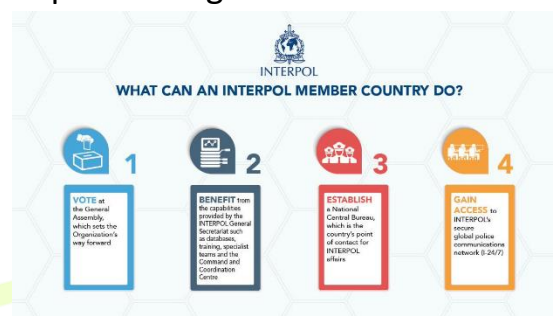 INTERPOL
WHAT CAN AN INTERPOL MEMBER COUNTRY DO?
1
VOTE at
the General
Assembly,
which sets the
Organization's
way forward
2
BENEFIT from
the capabilities
provided by the
INTERPOL General
Secretariat such
as databases,
training, specialist
teams and the
Command and
Coordination
Centre
3
ESTABLISH
a National
Central Bureau,
which is the
country's point
of contact for
INTERPOL
affairs
4
GAIN
ACCESS to
INTERPOL's
secure
global police
communications
network (I-24/7)